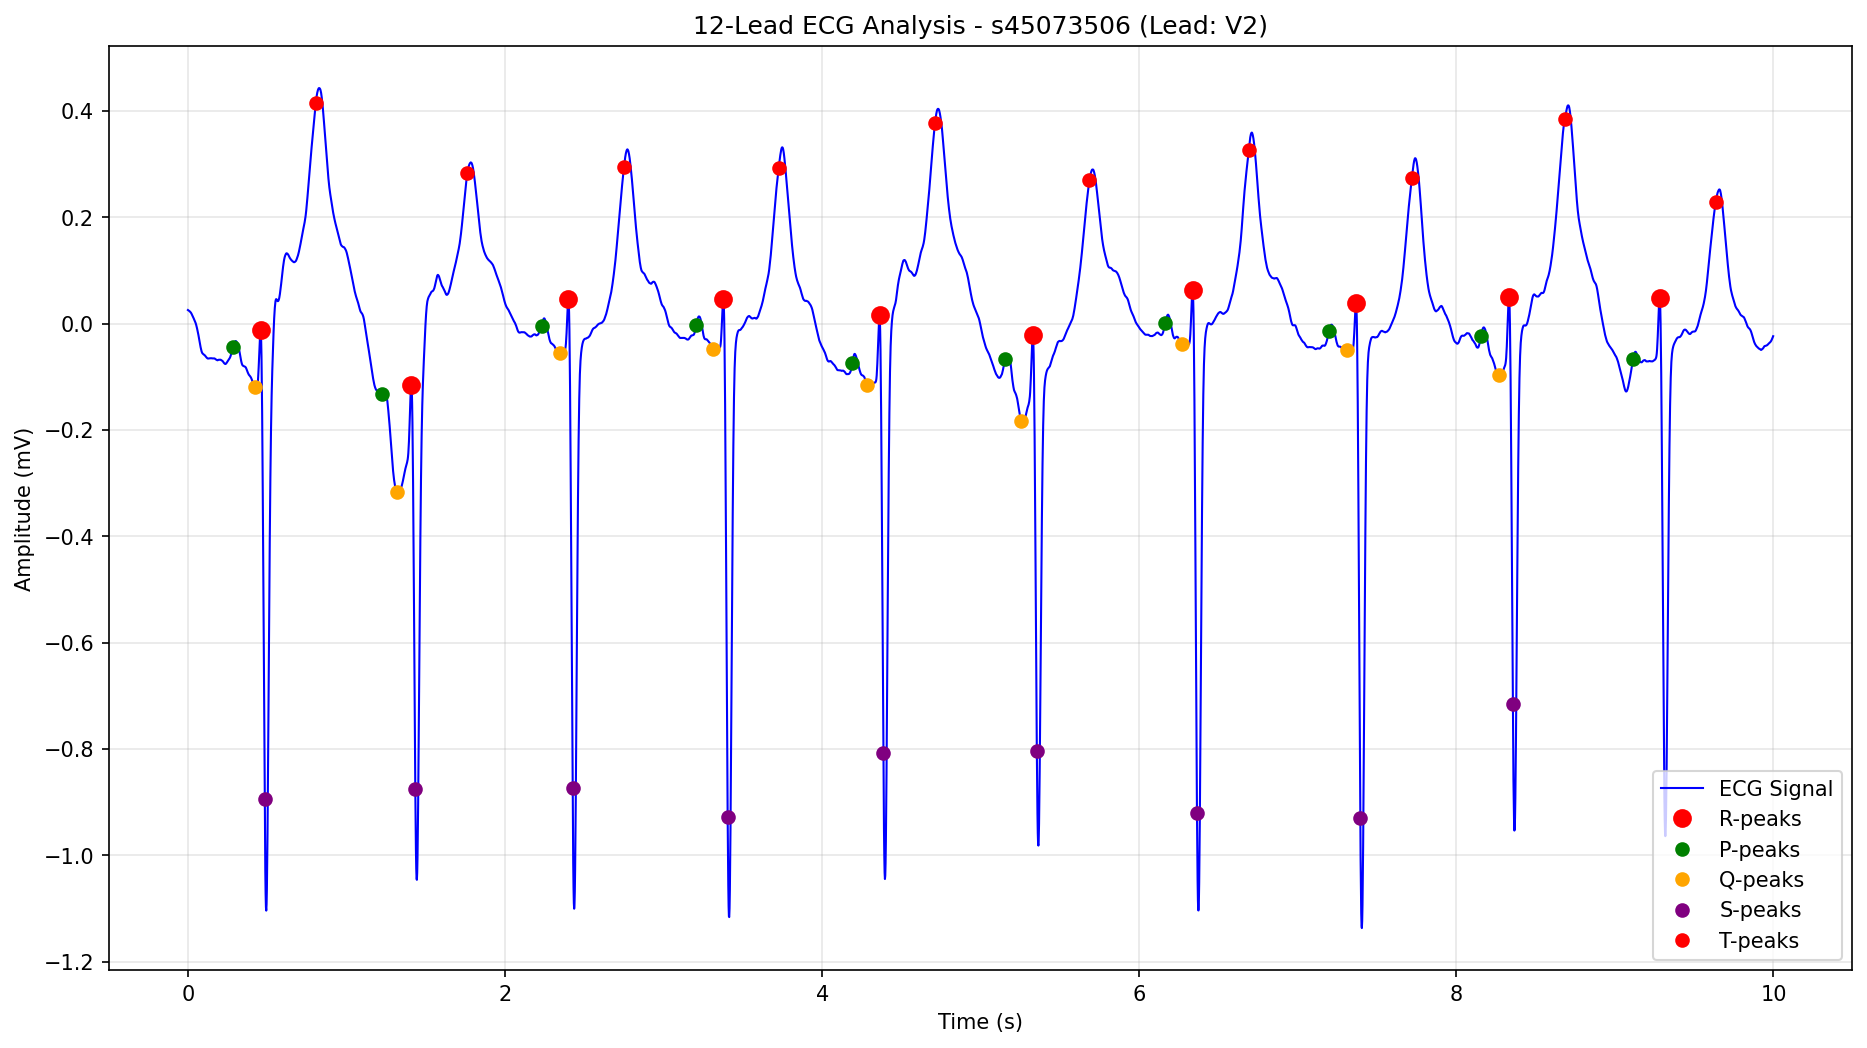 12-Lead ECG Analysis - s45073506 (Lead: V2)
Amplitude (mV)
0.4
0.2
0.0
−0.2
−0.4
−0.6
−0.8
−1.0
−1.2
0 2 4 6 8 10
Time (s)
ECG Signal
R-peaks
P-peaks
Q-peaks
S-peaks
T-peaks